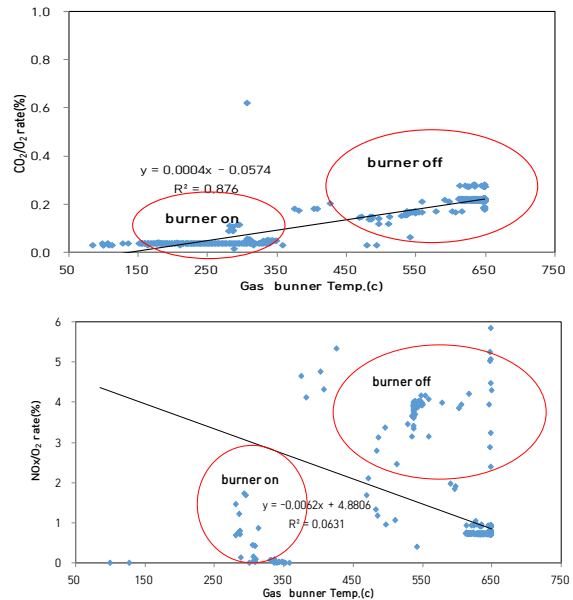 1.0
0.8
0.6
0.4
0.2
0.0
CO₂/O₂ rate(%)
burner off
y = 0.0004x - 0.0574
R² = 0.876
burner on
50 150 250 350 450 550 650 750
Gas bunner Temp.(c)
6
5
4
3
2
1
0
NOx/O₂ rate(%)
burner off
burner on
y = -0.0062x + 4.8806
R² = 0.0631
50 150 250 350 450 550 650 750
Gas bunner Temp.(c)